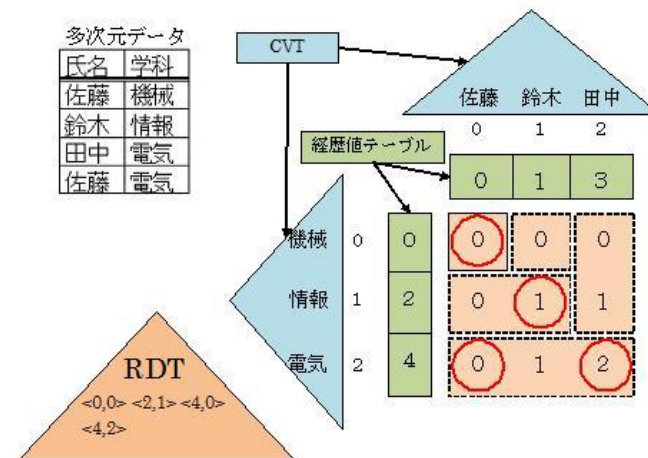 多次元データ
氏名 学科
佐藤 機械
鈴木 情報
田中 電気
佐藤 電気
CVT
佐藤 鈴木 田中
0 1 2
経歴値テーブル
0 1 3
機械 0 0 0 0 0
情報 1 2 0 1 1
電気 2 4 0 1 2
RDT
<0,0> <2,1> <4,0>
<4,2>